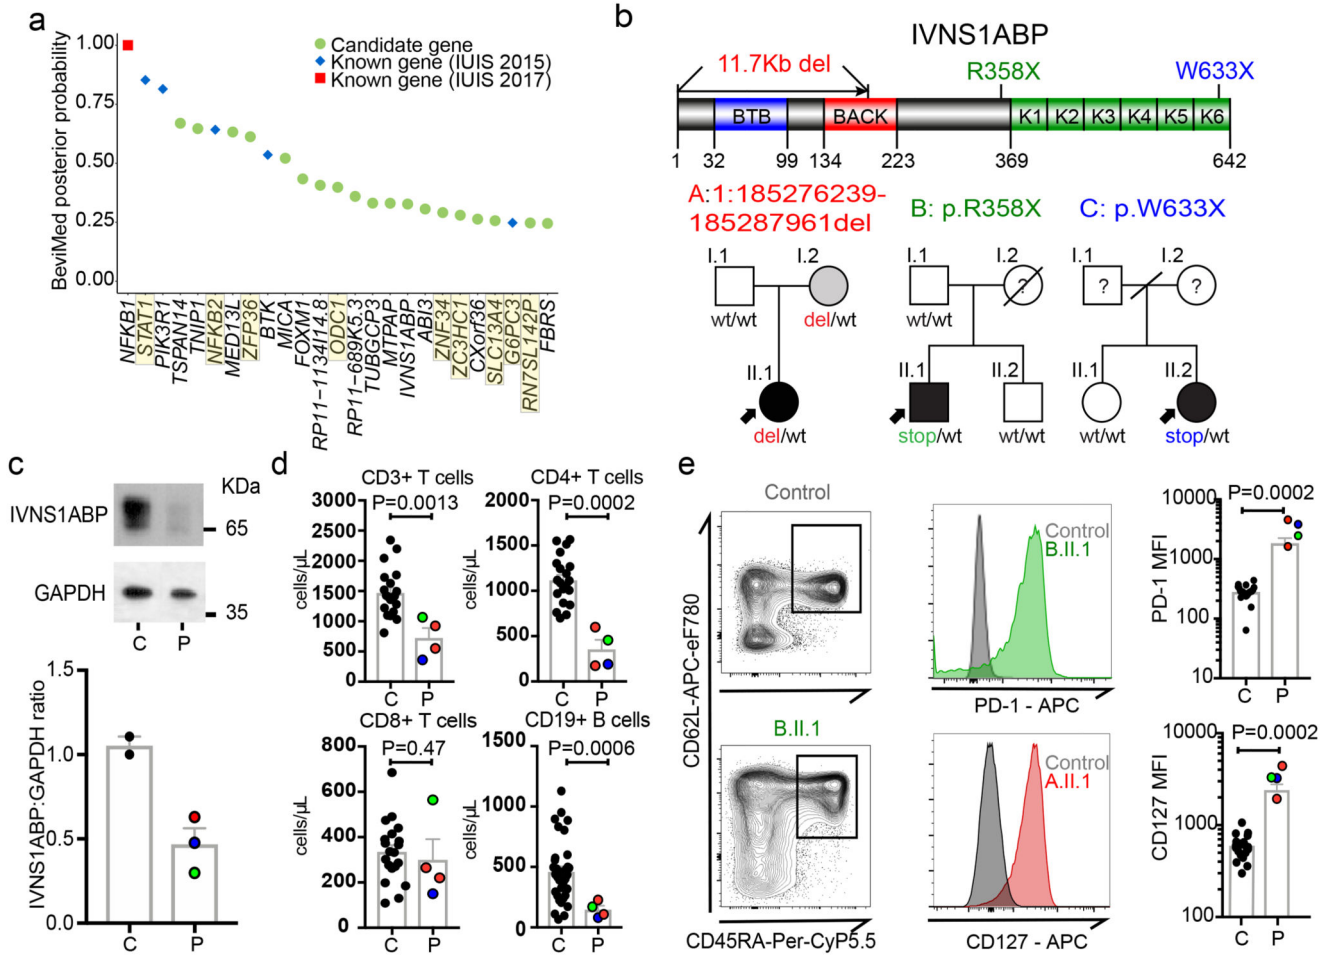 a
BeviMed posterior probability
1.00
0.75
0.50
0.25
0.00
Candidate gene
Known gene (IUIS 2015)
Known gene (IUIS 2017)
NFKB1
STAT1
PIK3R1
TSPAN14
TNIP1
NFKB2
MED13L
ZFP36
BTK
MICA
FOXM1
RP11-1134I14.8
ODC1
RP11-689K5.3
TUBGCP3
MTPAP
IVNS1ABP
ABI3
ZNF34
ZC3HC1
CXorf36
SLC13A4
G6PC3
RN7SL142P
FBRS
b
IVNS1ABP
11.7Kb del
R358X
W633X
BTB
BACK
K1
K2
K3
K4
K5
K6
1
32
99
134
223
369
642
A:1:185276239-
185287961del
I.1
I.2
wt/wt
del/wt
II.1
del/wt
B: p.R358X
I.1
I.2
?
wt/wt
II.1
II.2
stop/wt
wt/wt
C: p.W633X
I.1
I.2
?
?
II.1
II.2
wt/wt
stop/wt
c
KDa
IVNS1ABP
65
GAPDH
35
C
P
IVNS1ABP:GAPDH ratio
1.5
1.0
0.5
0.0
C
P
d
CD3+ T cells
P=0.0013
cells/µL
3000
2500
2000
1500
1000
500
0
C
P
CD4+ T cells
P=0.0002
cells/µL
2000
1500
1000
500
0
C
P
CD8+ T cells
P=0.47
cells/µL
800
600
400
200
0
C
P
CD19+ B cells
P=0.0006
cells/µL
1500
1000
500
0
C
P
e
Control
B.II.1
CD62L-APC-eF780
CD45RA-Per-CyP5.5
Control
B.II.1
PD-1 - APC
Control
A.II.1
CD127 - APC
P=0.0002
PD-1 MFI
10000
1000
100
10
C
P
P=0.0002
CD127 MFI
10000
1000
100
C
P